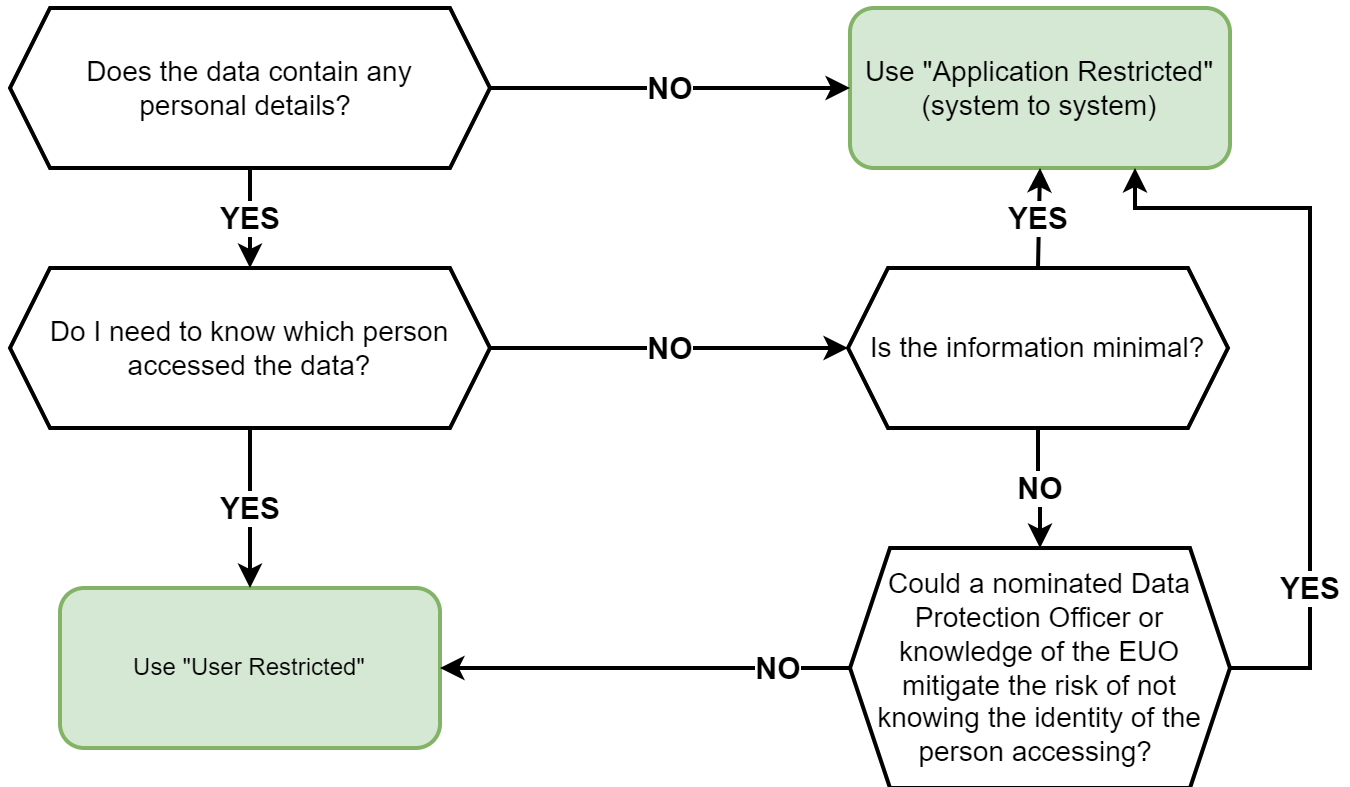 Does the data contain any
personal details?
NO
Use "Application Restricted"
(system to system)
YES
YES
Do I need to know which person
accessed the data?
NO
Is the information minimal?
YES
NO
Could a nominated Data
Protection Officer or
knowledge of the EUO
mitigate the risk of not
knowing the identity of the
person accessing?
YES
NO
Use "User Restricted"